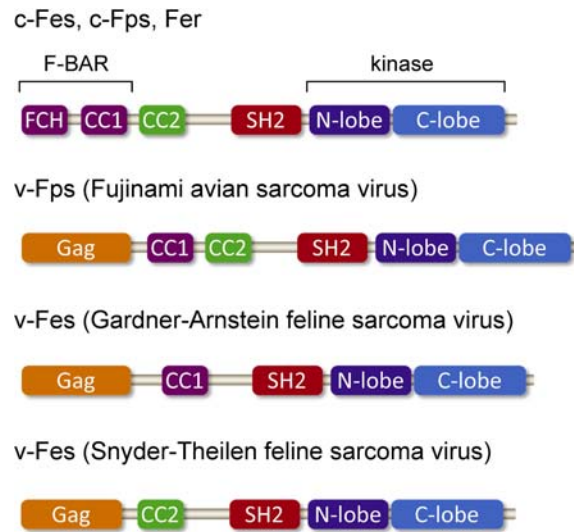 c-Fes, c-Fps, Fer
F-BAR kinase
FCH CC1 CC2 SH2 N-lobe C-lobe
v-Fps (Fujinami avian sarcoma virus)
Gag CC1 CC2 SH2 N-lobe C-lobe
v-Fes (Gardner-Arnstein feline sarcoma virus)
Gag CC1 SH2 N-lobe C-lobe
v-Fes (Snyder-Theilen feline sarcoma virus)
Gag CC2 SH2 N-lobe C-lobe